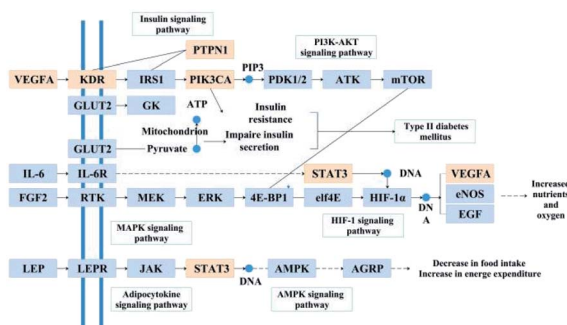 Insulin signaling
pathway
PTPN1
PI3K-AKT
signaling pathway
PIP3
VEGFA
KDR
IRS1
PIK3CA
PDK1/2
ATK
mTOR
GLUT2
GK
ATP
Insulin
resistance
Mitochondrion
Impaire insulin
secretion
Type II diabetes
mellitus
GLUT2
Pyruvate
IL-6
IL-6R
STAT3
DNA
VEGFA
FGF2
RTK
MEK
ERK
4E-BP1
elf4E
HIF-1α
DN
A
eNOS
EGF
Increased
nutrients
and
oxygen
MAPK signaling
pathway
HIF-1 signaling
pathway
LEP
LEPR
JAK
STAT3
DNA
AMPK
AGRP
Decrease in food intake
Increase in energy expenditure
Adipocytokine
signaling pathway
AMPK signaling
pathway